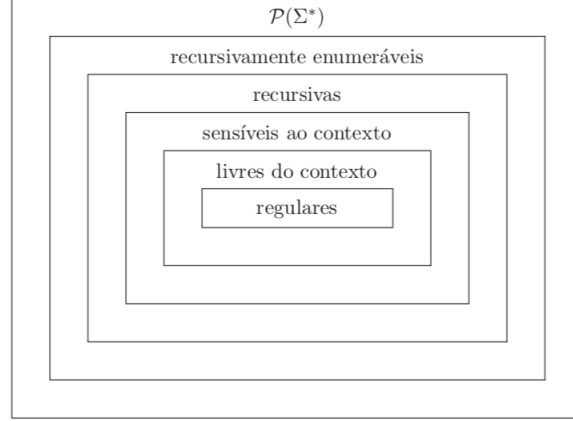 𝒫(Σ*)
recursivamente enumeráveis
recursivas
sensíveis ao contexto
livres do contexto
regulares